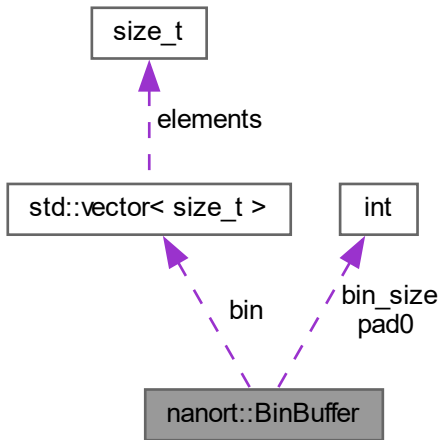 size_t
elements
std::vector< size_t >
int
bin
bin_size
pad0
nanort::BinBuffer